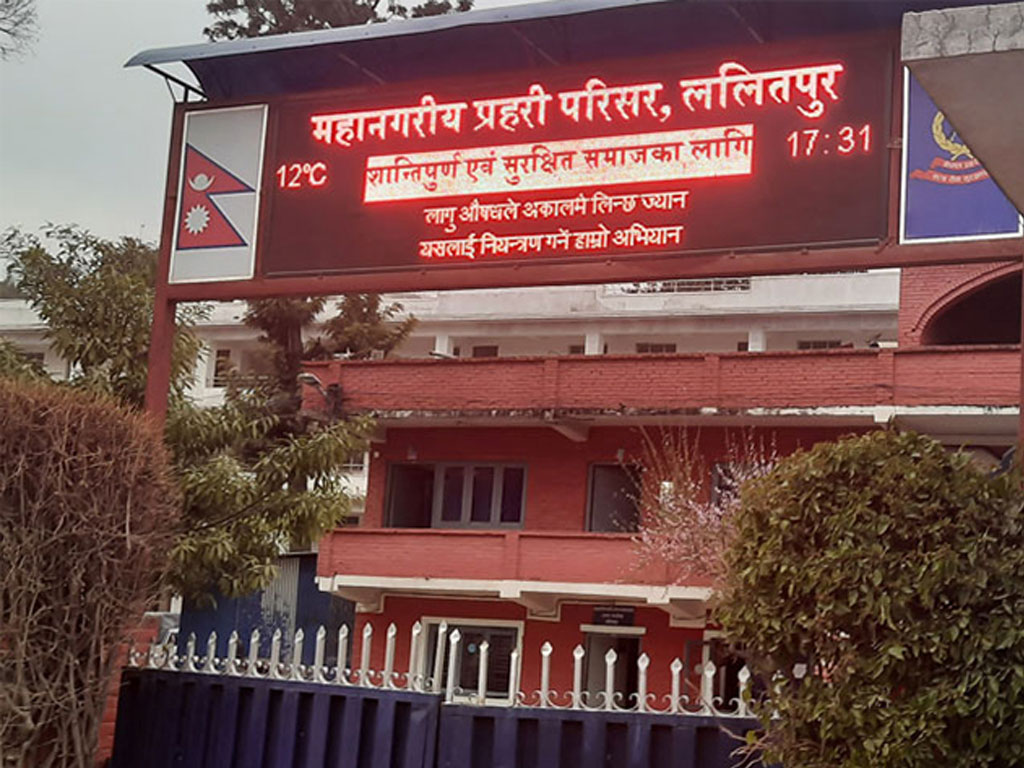 महानगरीय प्रहरी परिसर, ललितपुर
12°C
शान्तिपुर्ण एवं सुरक्षित समाजका लागि
17:31
लागु औषधले अकालमै लिन्छ ज्यान
यसलाई नियन्त्रण गर्ने हाम्रो अभियान